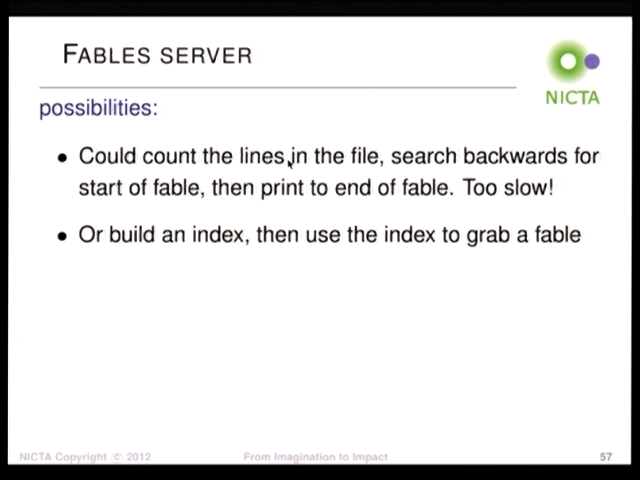 FABLES SERVER
NICTA
possibilities:
• Could count the lines in the file, search backwards for
start of fable, then print to end of fable. Too slow!
• Or build an index, then use the index to grab a fable
NICTA Copyright © 2012
From Imagination to Impact
57